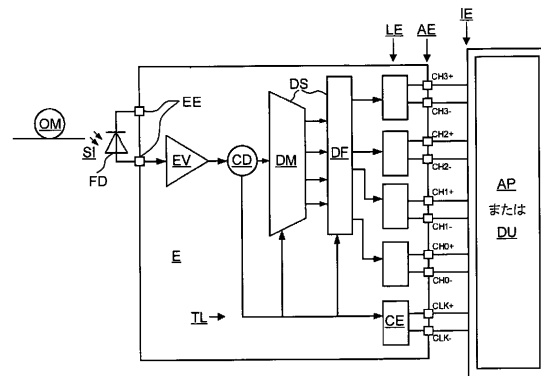 IE
LE
AE
DS
CH3+
CH3-
OM
EE
SI
FD
EV
CD
DM
DF
CH2+
CH2-
CH1+
CH1-
AP
または
DU
E
CH0+
CH0-
TL
CE
CLK+
CLK-